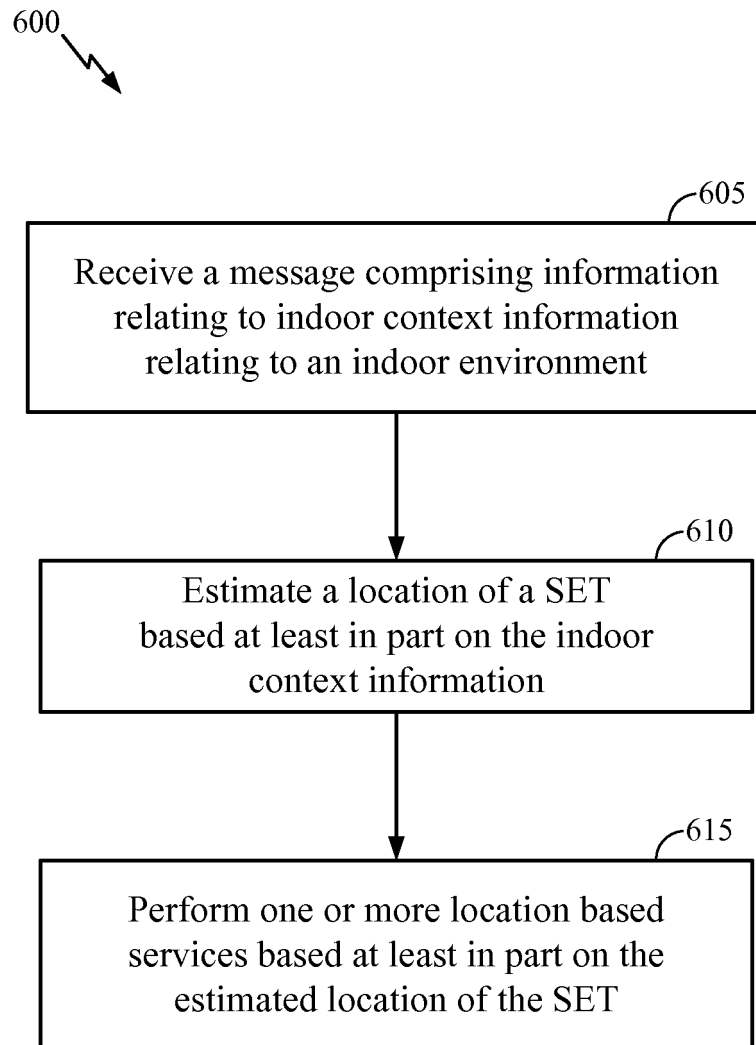 600
605
Receive a message comprising information
relating to indoor context information
relating to an indoor environment
610
Estimate a location of a SET
based at least in part on the indoor
context information
615
Perform one or more location based
services based at least in part on the
estimated location of the SET